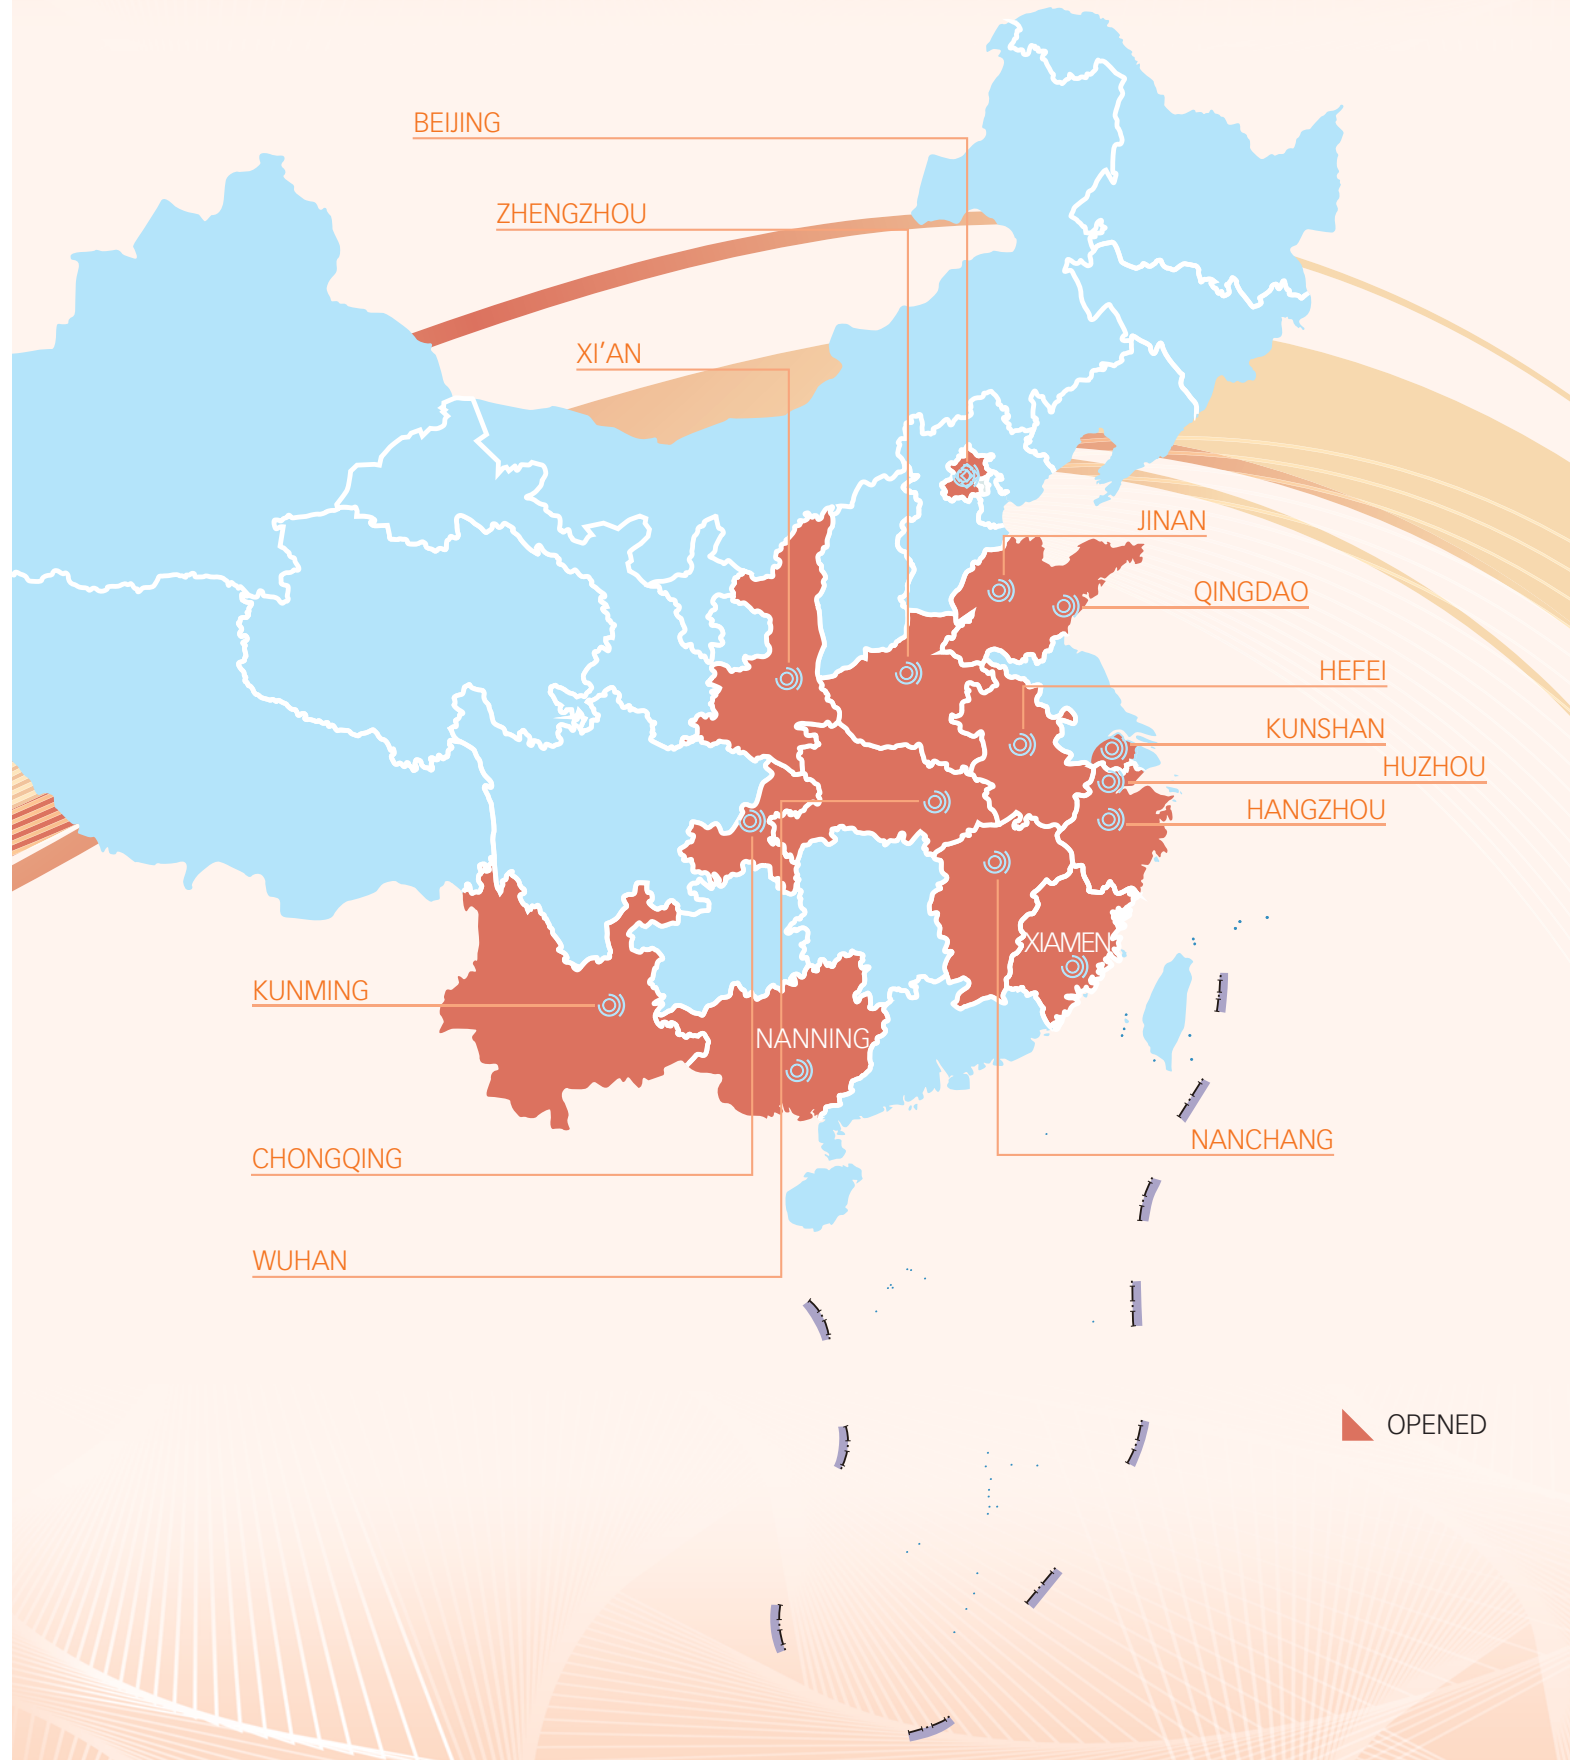 BEIJING
ZHENGZHOU
XI’AN
JINAN
QINGDAO
HEFEI
KUNSHAN
HUZHOU
HANGZHOU
XIAMEN
KUNMING
NANNING
NANCHANG
CHONGQING
WUHAN
OPENED